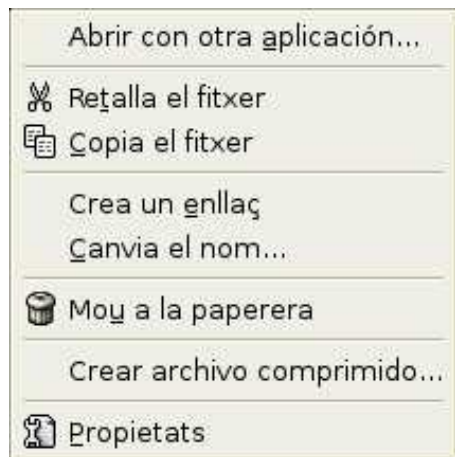 Abrir con otra aplicación...
Retalla el fitxer
Copia el fitxer
Crea un enllaç
Canvia el nom...
Mou a la paperera
Crear archivo comprimido...
Propietats